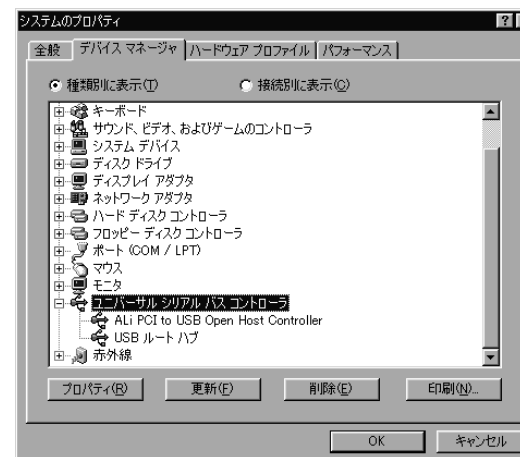 システムのプロパティ
?
全般 デバイス マネージャ ハードウェア プロファイル パフォーマンス
種類別に表示(T) 接続別に表示(C)
キーボード
サウンド、ビデオ、およびゲームのコントローラ
システム デバイス
ディスク ドライブ
ディスプレイ アダプタ
ネットワーク アダプタ
ハード ディスク コントローラ
フロッピー ディスク コントローラ
ポート (COM / LPT)
マウス
モニタ
ユニバーサル シリアル バス コントローラ
ALi PCI to USB Open Host Controller
USB ルート ハブ
赤外線
プロパティ(R) 更新(F) 削除(E) 印刷(N)...
OK キャンセル